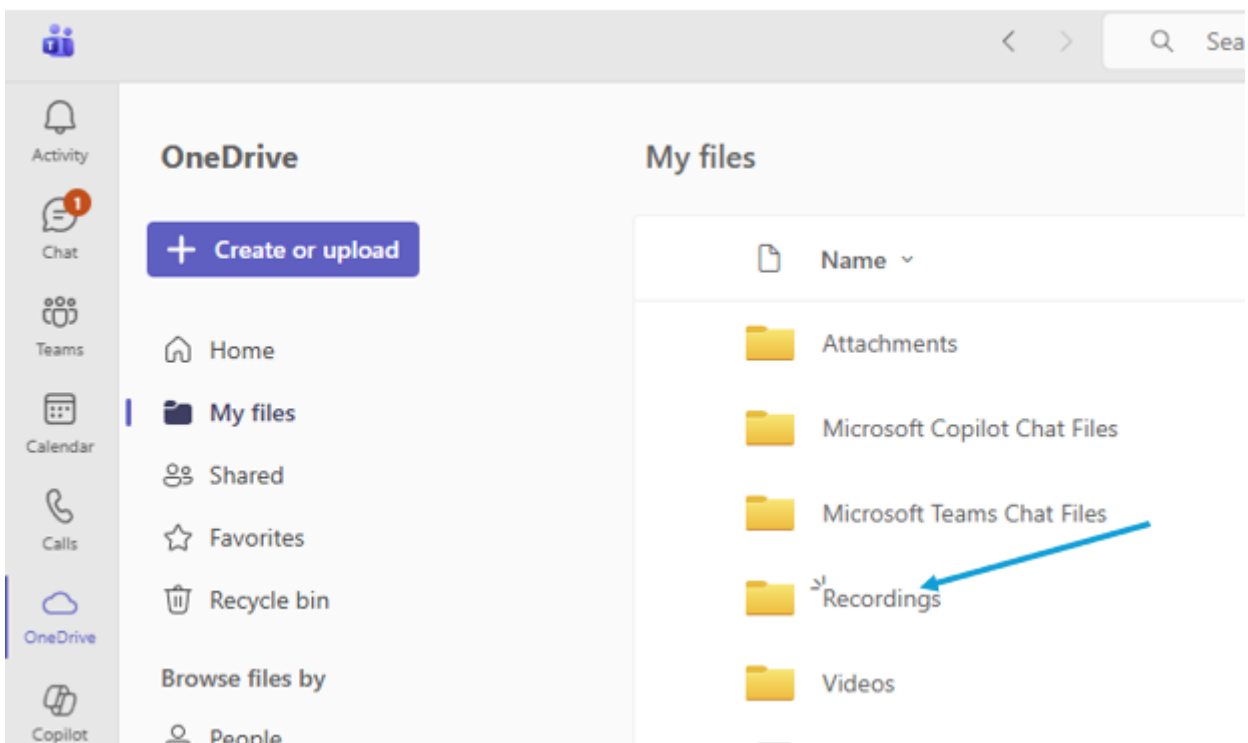 Sea
Activity
Chat
1
Teams
Calendar
Calls
OneDrive
Copilot
OneDrive
Create or upload
Home
My files
Shared
Favorites
Recycle bin
Browse files by
People
My files
Name
Attachments
Microsoft Copilot Chat Files
Microsoft Teams Chat Files
Recordings
Videos